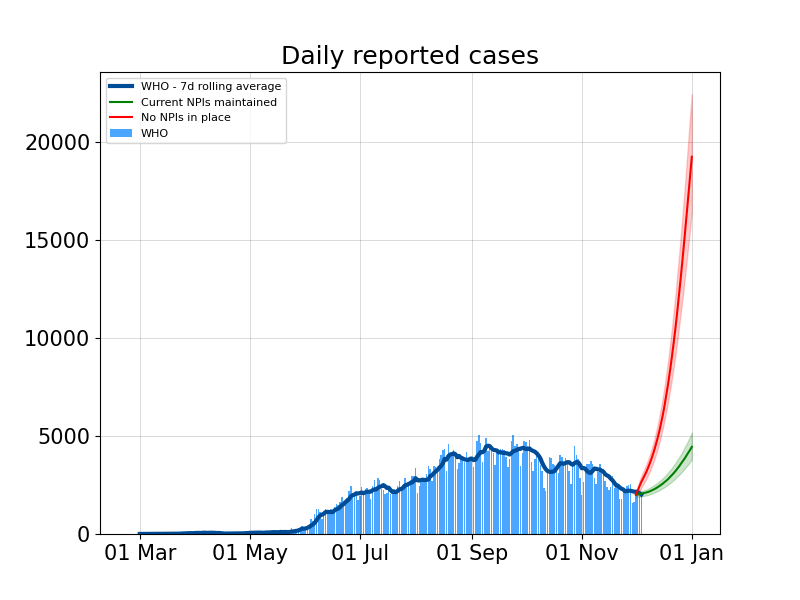 Daily reported cases
WHO - 7d rolling average
Current NPIs maintained
No NPIs in place
WHO
20000
15000
10000
5000
0
01 Mar 01 May 01 Jul 01 Sep 01 Nov 01 Jan